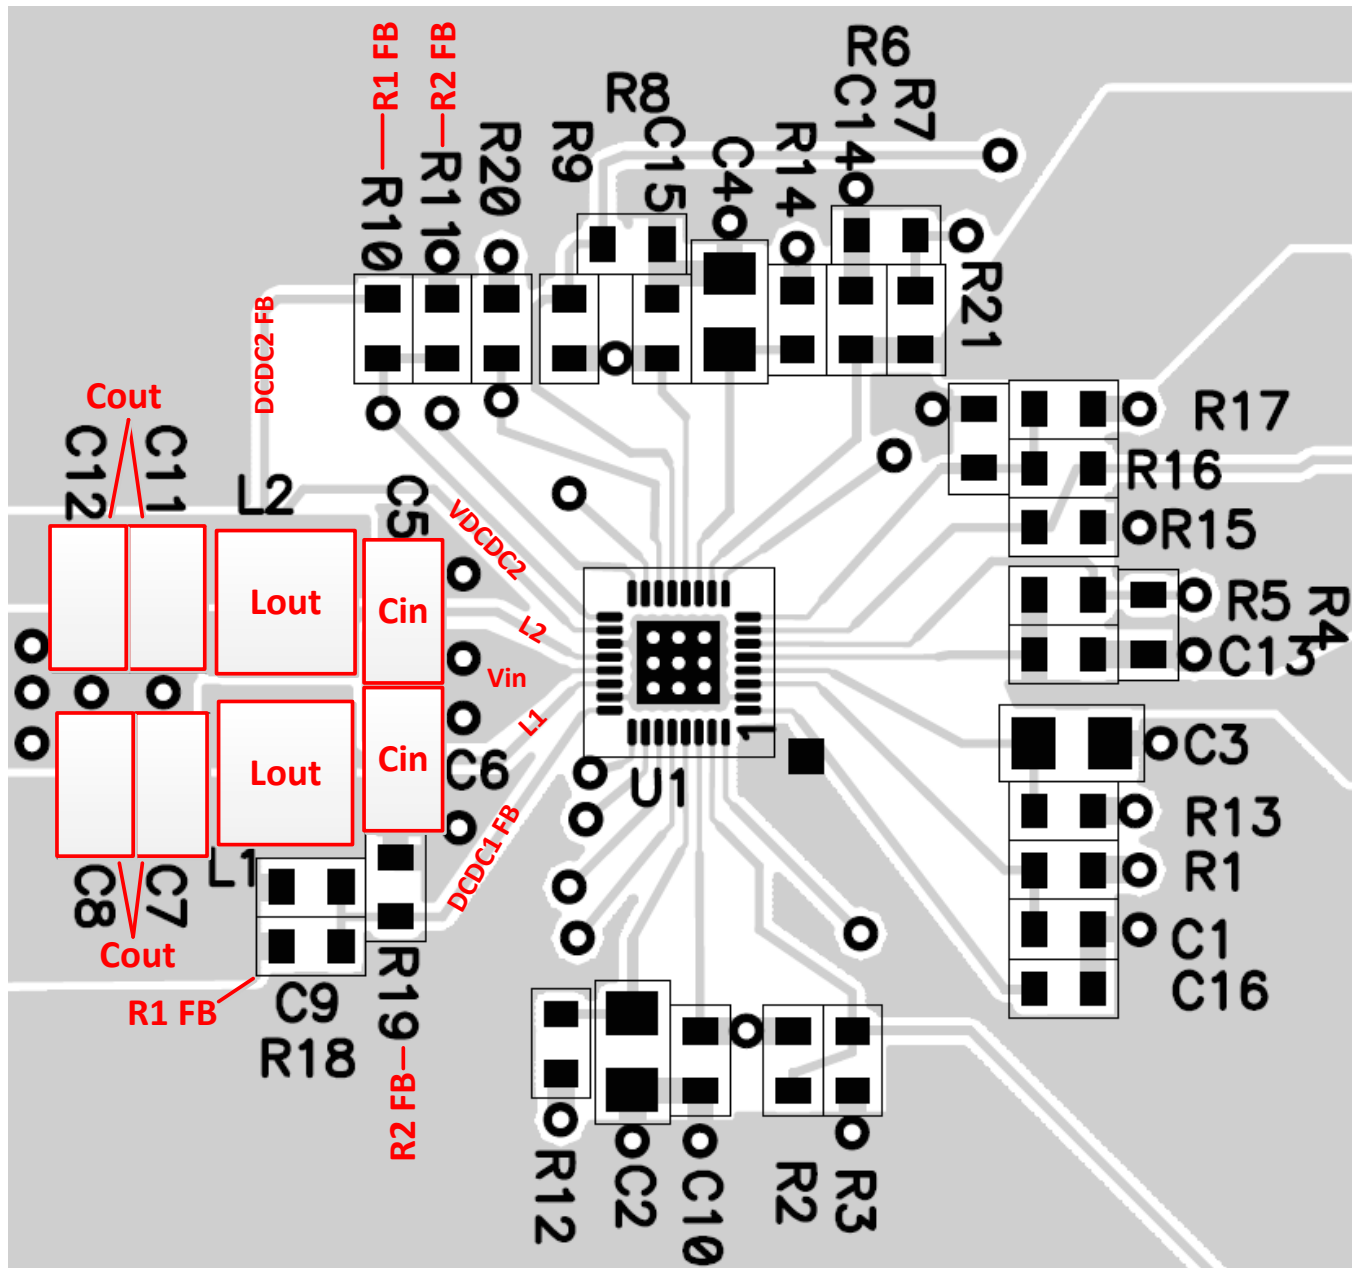 R1 FB
R2 FB
R10
R11
R20
R9
R8
C15
C4
R14
R6
C14
R7
R21
DCDC2 FB
Cout
C12
C11
L2
C5
VDCDC2
R17
R16
R15
Lout
Cin
L2
Vin
L1
R5
R4
C13
Lout
Cin
C6
U1
1
C3
R13
R1
C1
C16
L1
DCDC1 FB
C8
C7
Cout
R1 FB
C9
R18
R19
R2 FB
R12
C2
C10
R2
R3